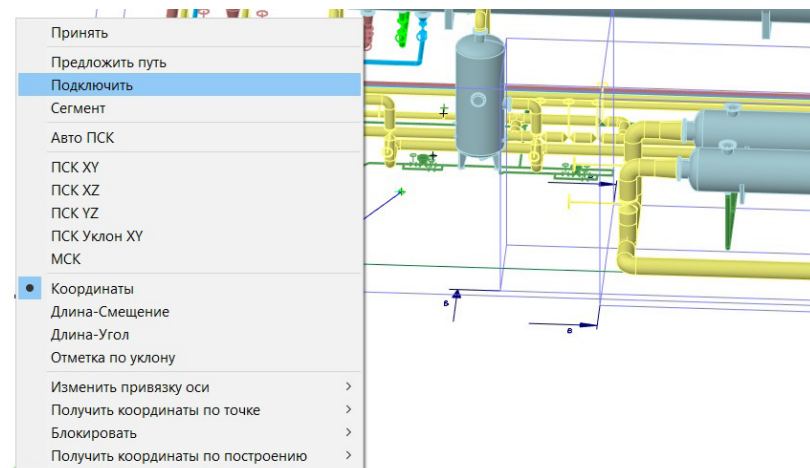 Принять
Предложить путь
Подключить
Сегмент
Авто ПСК
ПСК XY
ПСК XZ
ПСК YZ
ПСК Уклон XY
МСК
Координаты
Длина-Смещение
Длина-Угол
Отметка по уклону
Изменить привязку оси
Получить координаты по точке
Блокировать
Получить координаты по построению